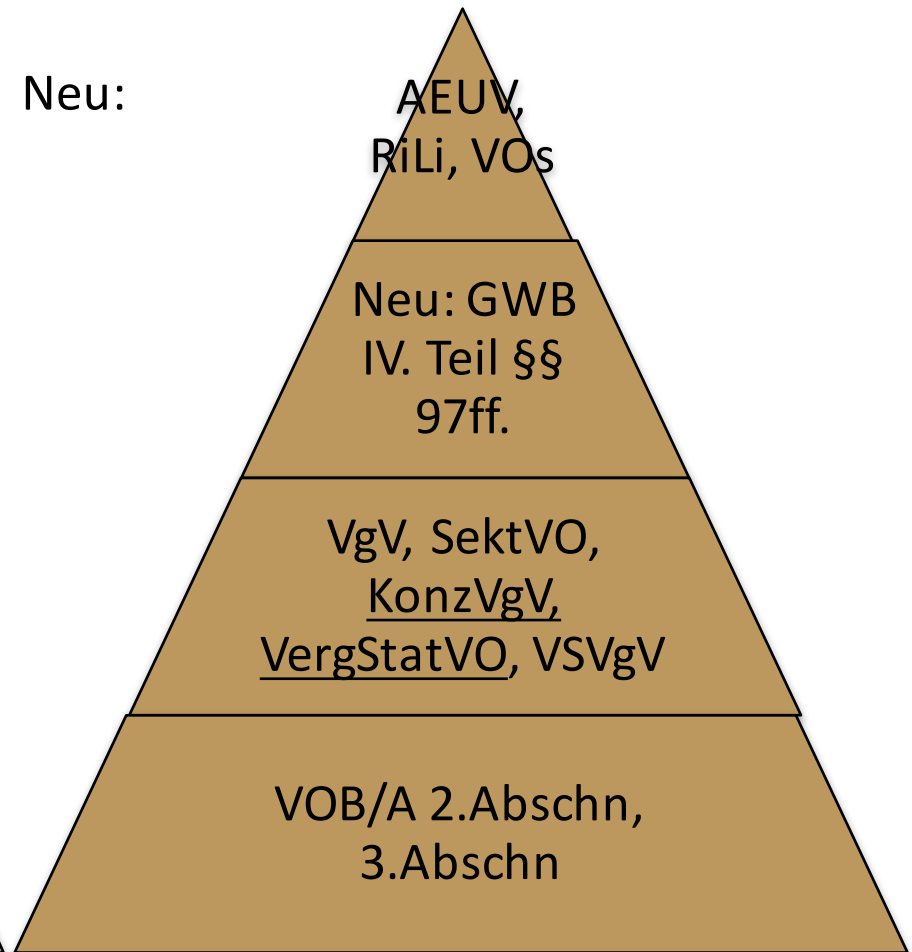 Neu:
AEUV,
RiLi, VOs
Neu: GWB
IV. Teil §§
97ff.
VgV, SektVO,
KonzVgV,
VergStatVO, VSVgV
VOB/A 2.Abschn,
3.Abschn